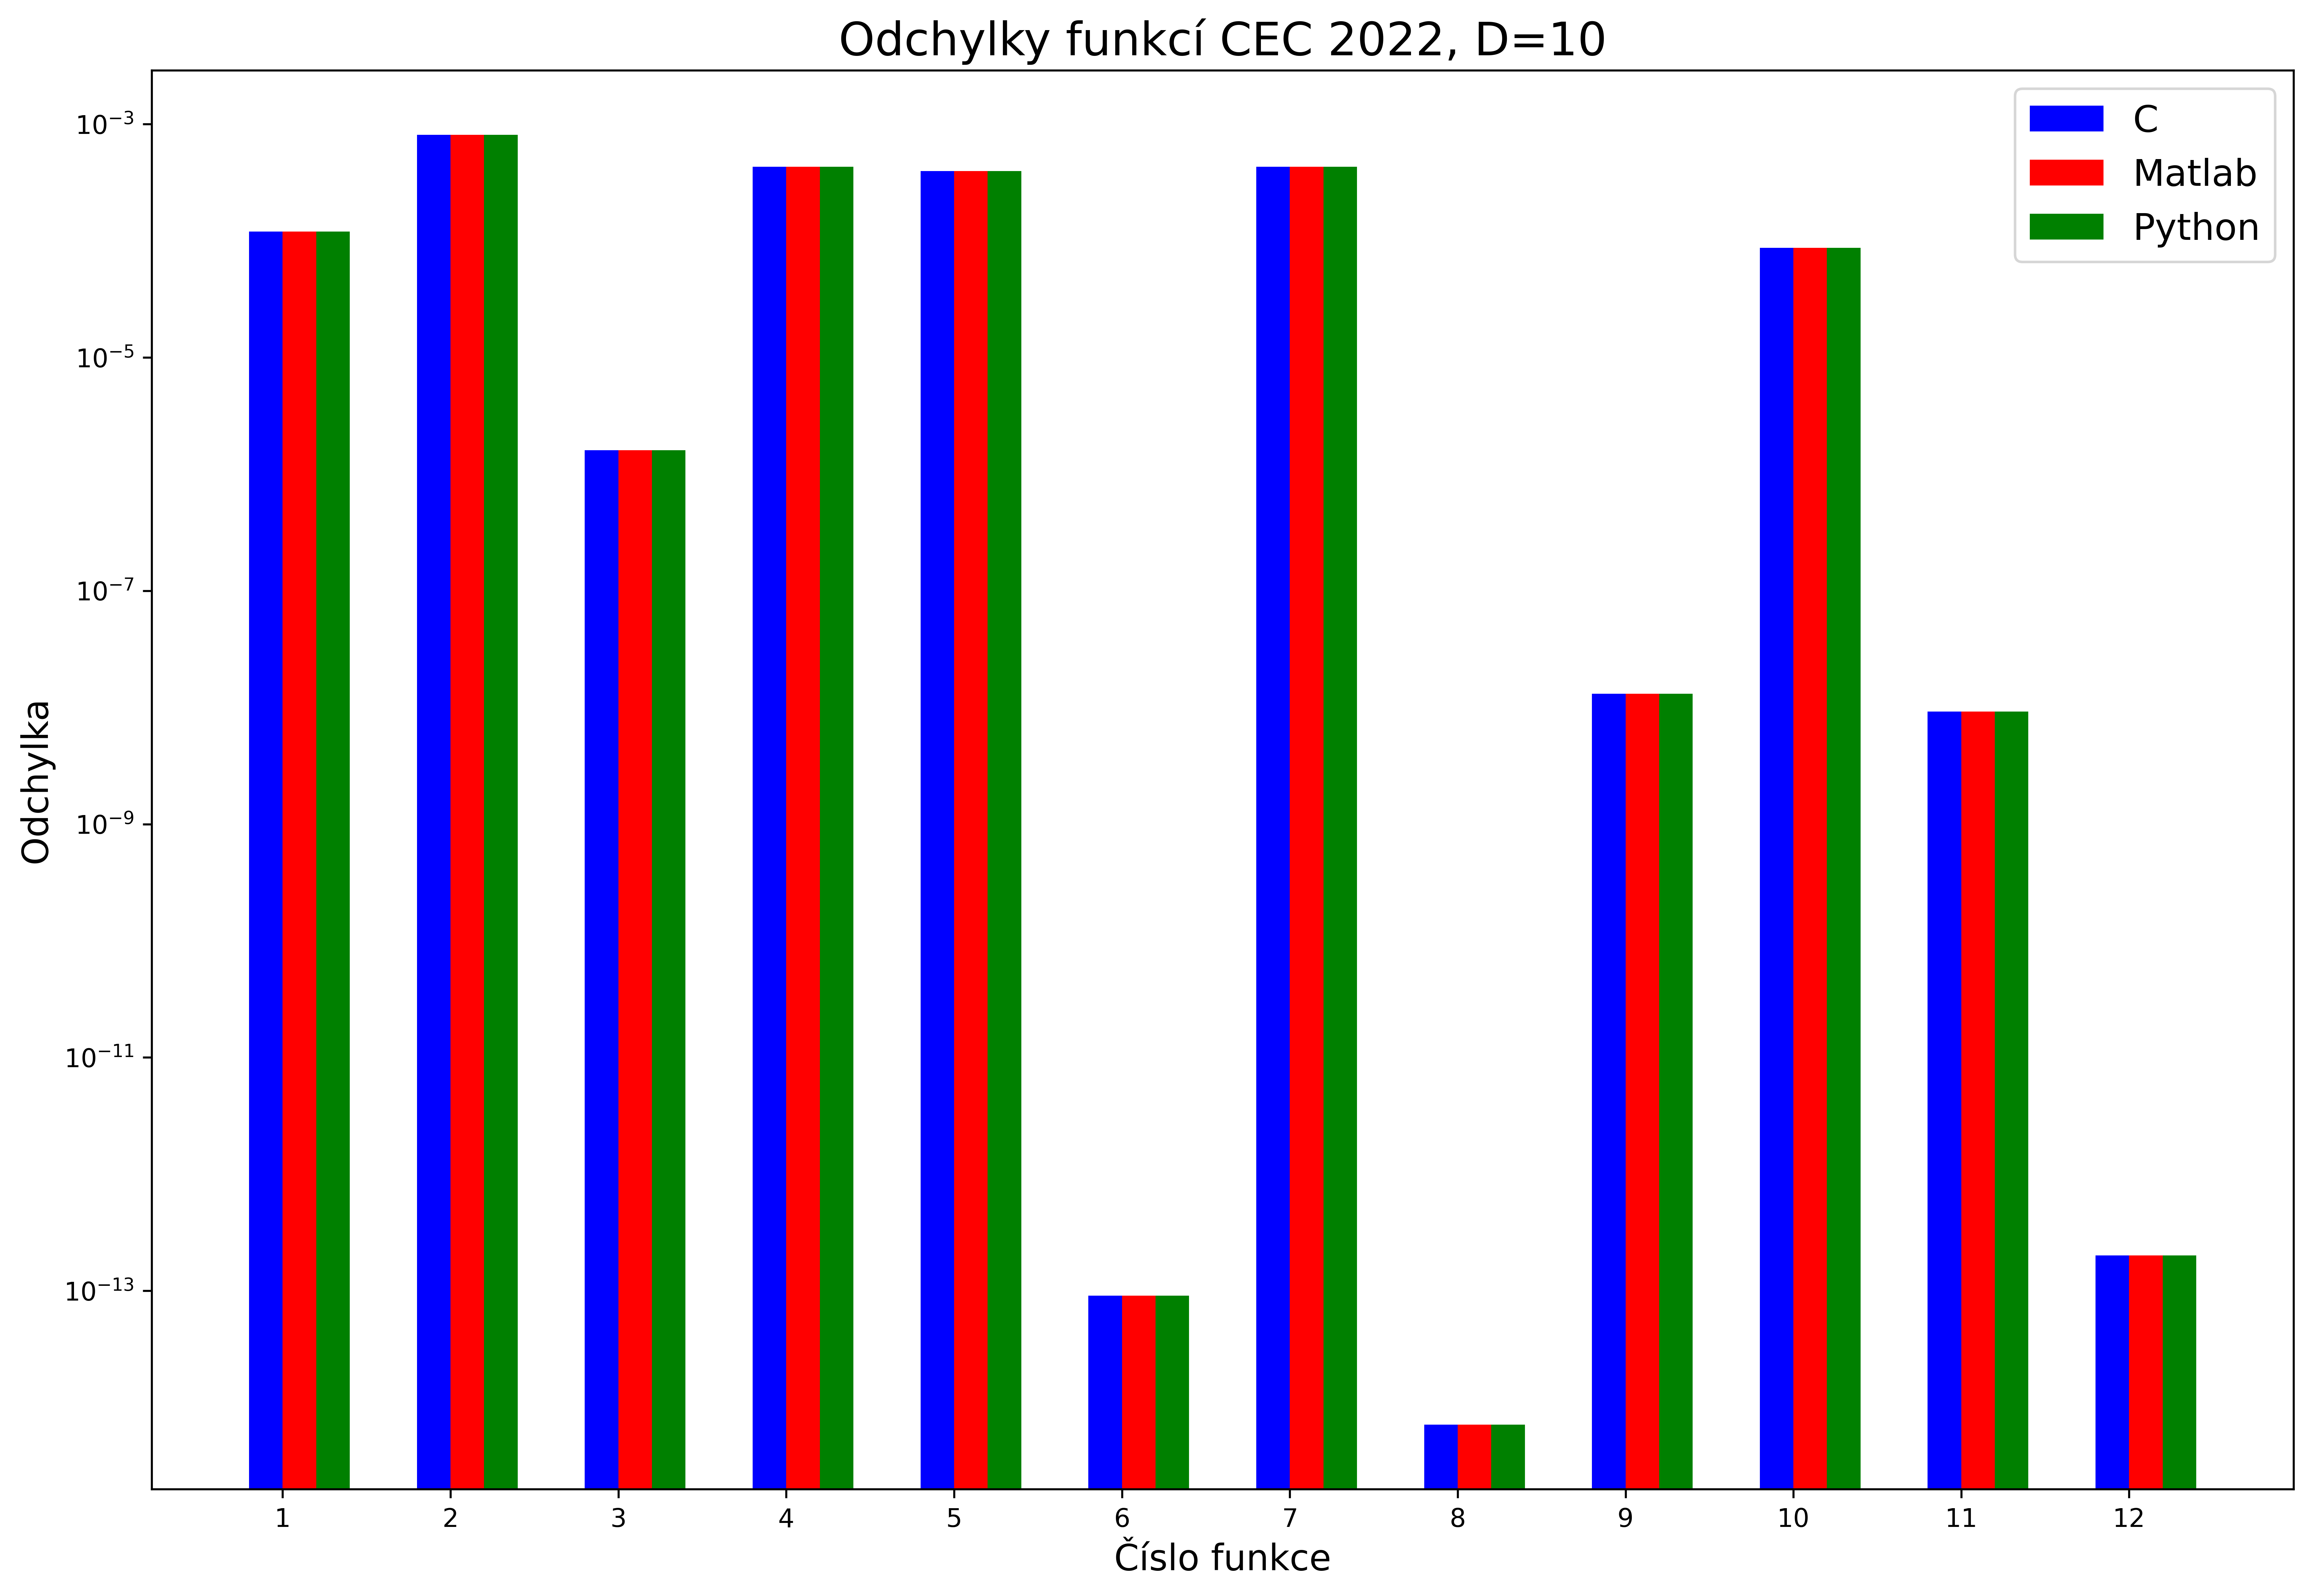 Odchylky funkcí CEC 2022, D=10
C
Matlab
Python
Odchylka
10⁻³
10⁻⁵
10⁻⁷
10⁻⁹
10⁻¹¹
10⁻¹³
1 2 3 4 5 6 7 8 9 10 11 12
Číslo funkce